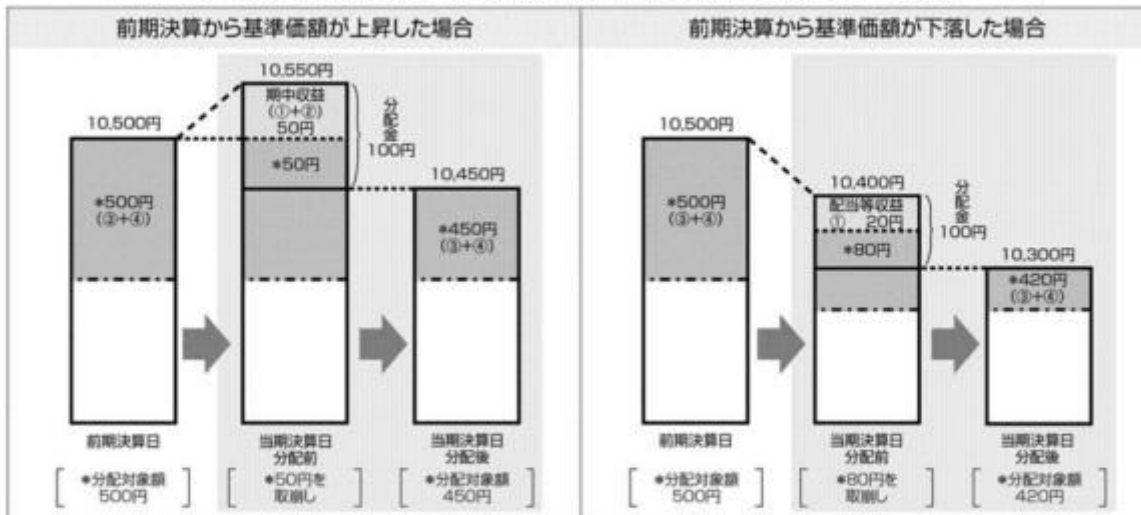 前期決算から基準価額が上昇した場合
10,500円
*500円
(③+④)
10,550円
期中収益
(①+②)
50円
*50円
分配金
100円
10,450円
*450円
(③+④)
前期決算日
当期決算日
分配前
当期決算日
分配後
*分配対象額
500円
*50円を
取崩し
*分配対象額
450円
前期決算から基準価額が下落した場合
10,500円
*500円
(③+④)
10,400円
配当等収益
① 20円
*80円
分配金
100円
10,300円
*420円
(③+④)
前期決算日
当期決算日
分配前
当期決算日
分配後
*分配対象額
500円
*80円を
取崩し
*分配対象額
420円